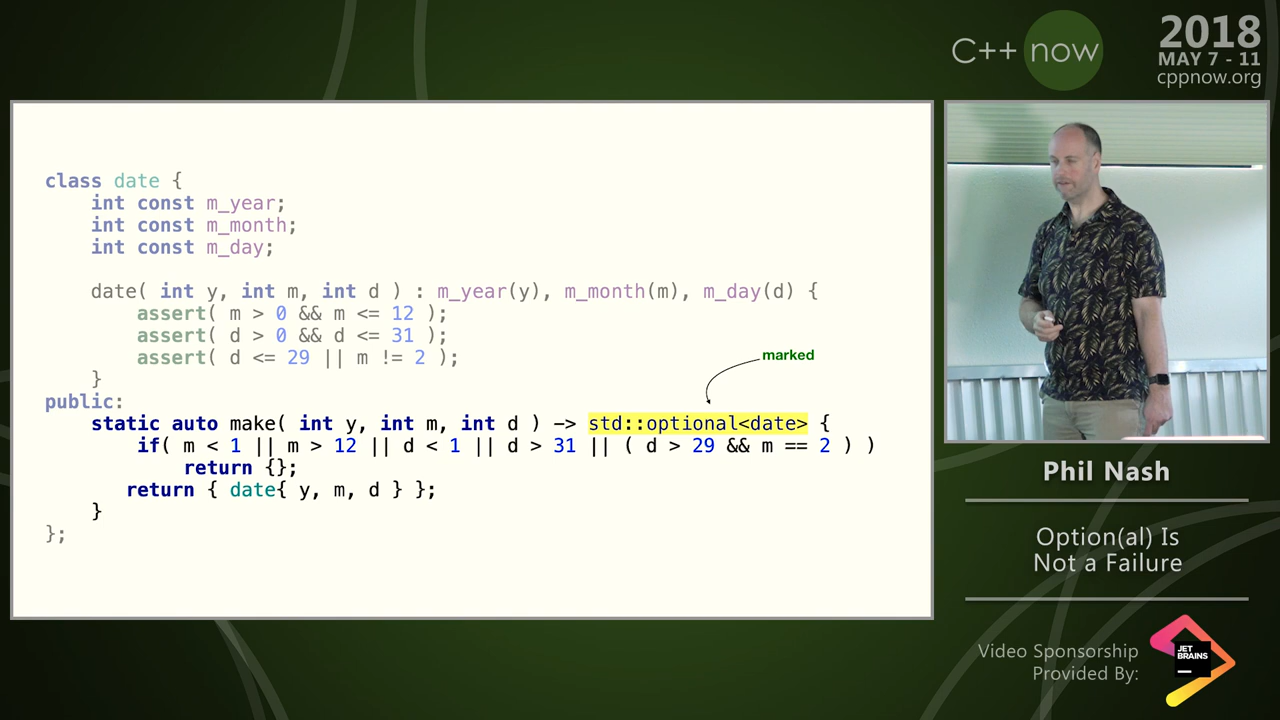 C++ now
2018
MAY 7 - 11
cppnow.org
class date {
int const m_year;
int const m_month;
int const m_day;
date( int y, int m, int d ) : m_year(y), m_month(m), m_day(d) {
assert( m > 0 && m <= 12 );
assert( d > 0 && d <= 31 );
assert( d <= 29 || m != 2 );
}
marked
public:
static auto make( int y, int m, int d ) -> std::optional<date> {
if( m < 1 || m > 12 || d < 1 || d > 31 || ( d > 29 && m == 2 ) )
return {};
return { date{ y, m, d } };
}
};
Phil Nash
Option(al) Is
Not a Failure
Video Sponsorship
Provided By:
JET
BRAINS